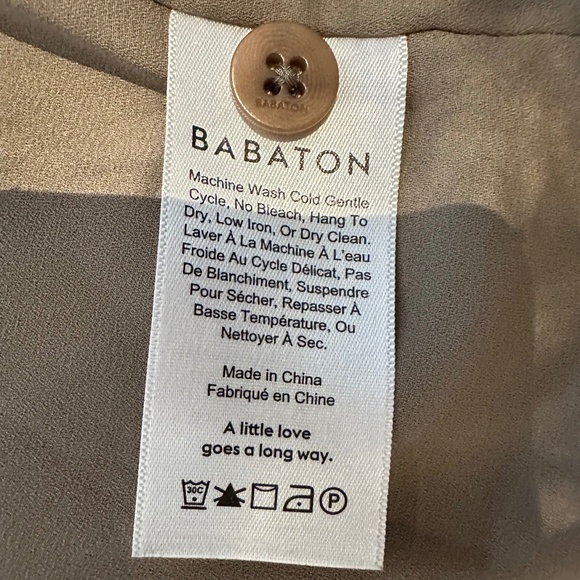 BABATON
BABATON
Machine Wash Cold Gentle
Cycle, No Bleach, Hang To
Dry, Low Iron, Or Dry Clean.
Laver À La Machine À L'eau
Froide Au Cycle Délicat, Pas
De Blanchiment, Suspendre
Pour Sécher, Repasser À
Basse Température, Ou
Nettoyer À Sec.
Made in China
Fabriqué en Chine
A little love
goes a long way.
30C P